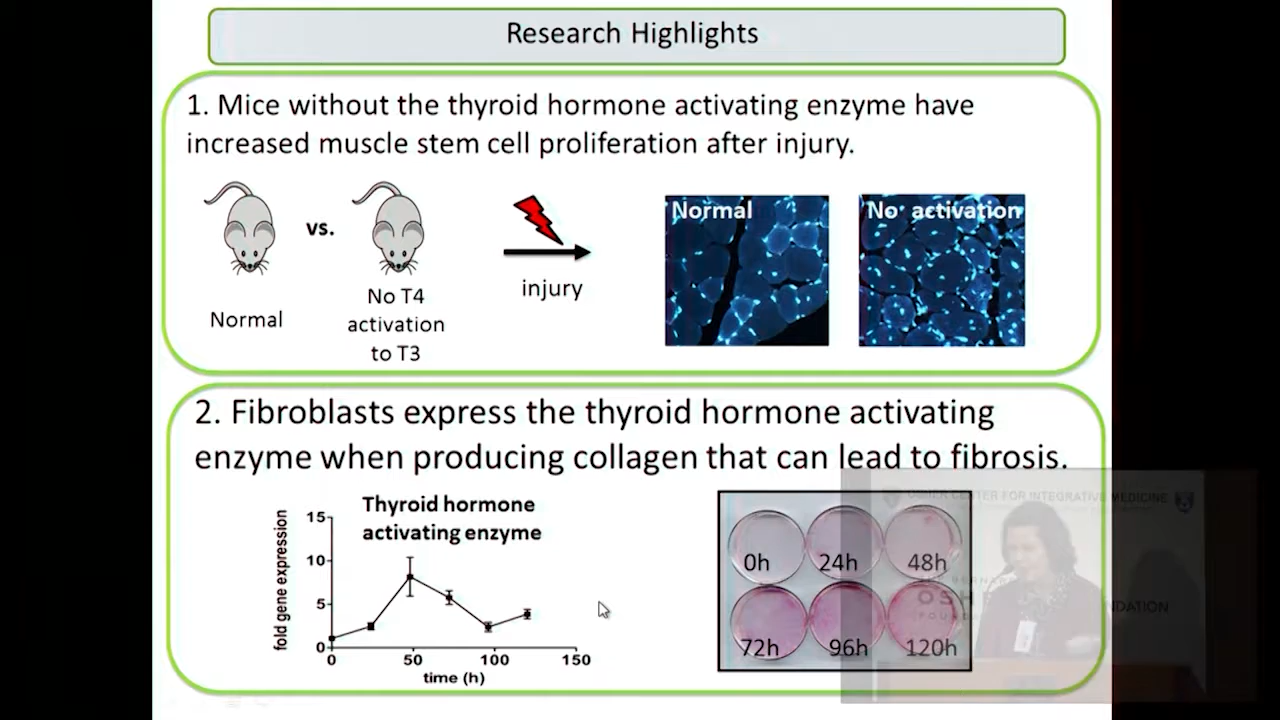 Research Highlights
1. Mice without the thyroid hormone activating enzyme have
increased muscle stem cell proliferation after injury.
Normal
vs.
No T4
activation
to T3
injury
Normal
No activation
2. Fibroblasts express the thyroid hormone activating
enzyme when producing collagen that can lead to fibrosis.
Thyroid hormone
activating enzyme
fold gene expression
15
10
5
0
0
50
100
150
time (h)
0h
24h
48h
72h
96h
120h
OSHER CENTER FOR INTEGRATIVE MEDICINE